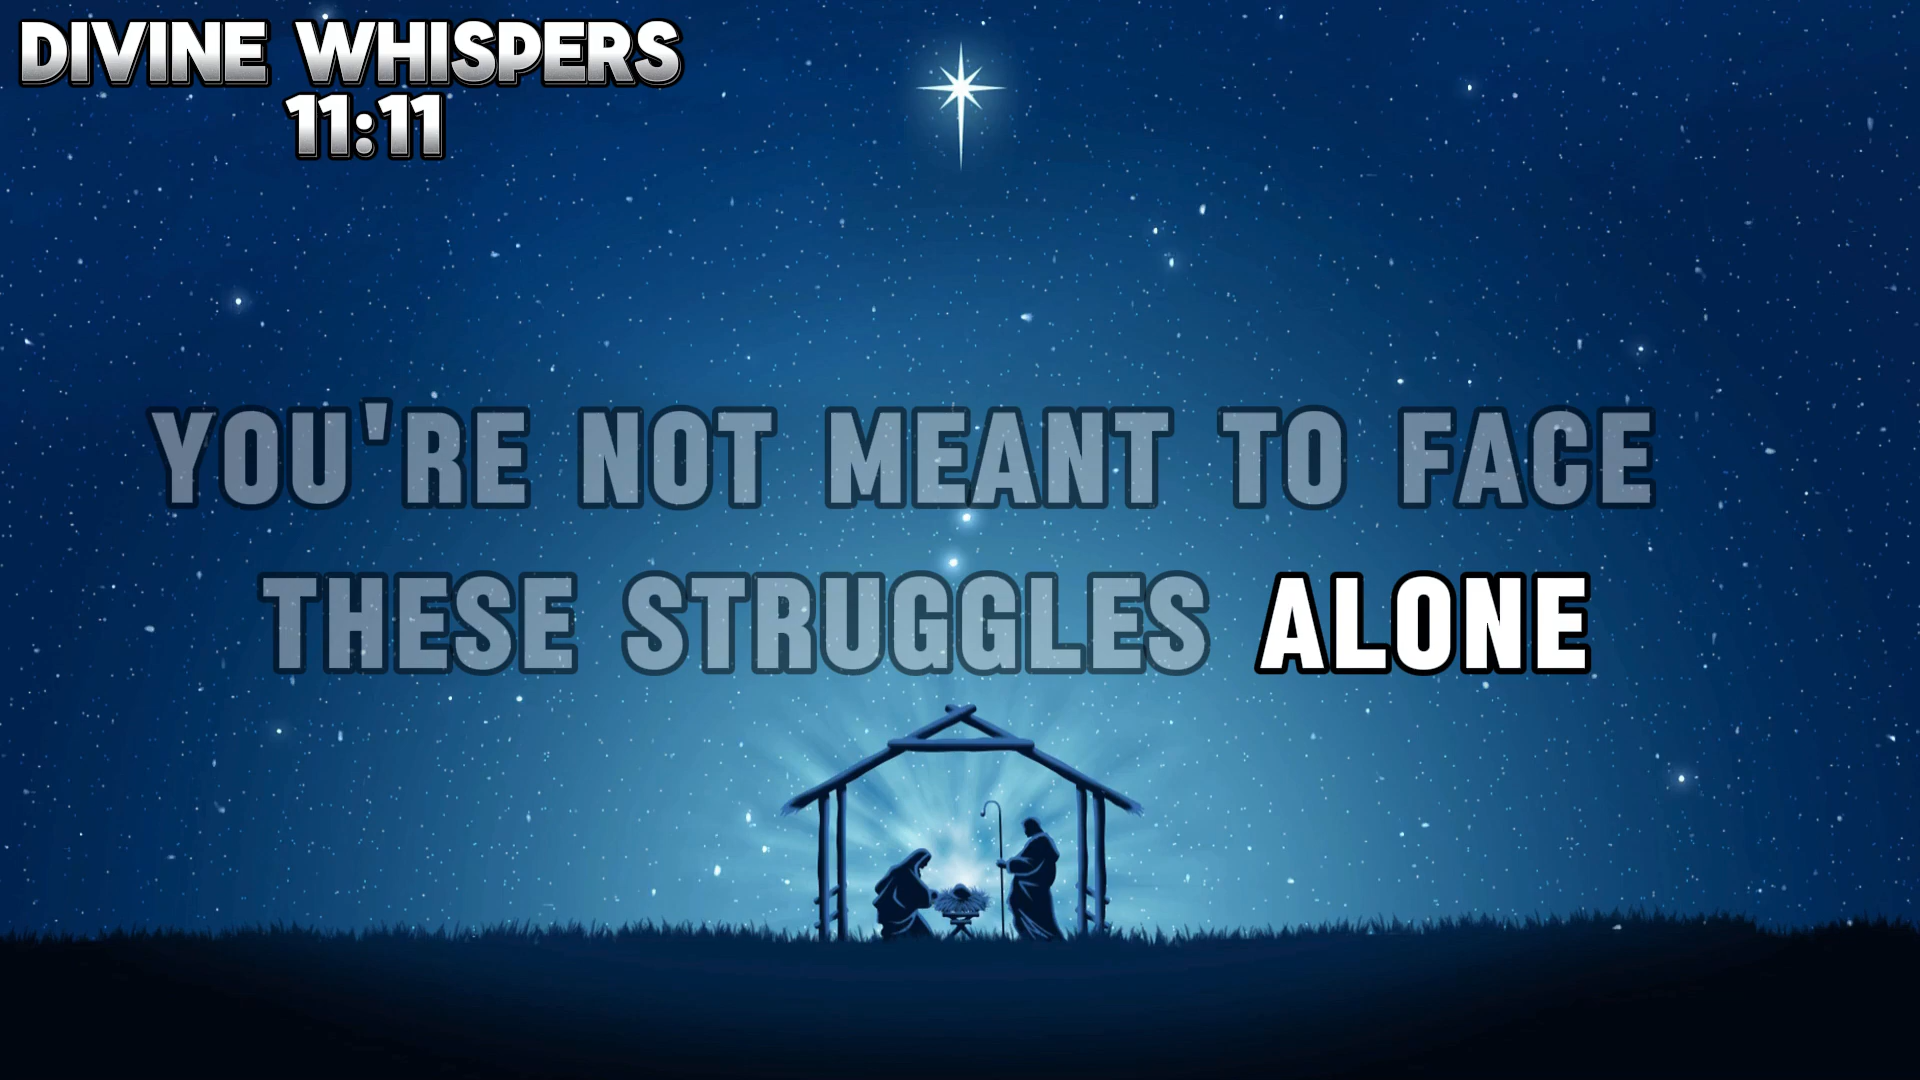 DIVINE WHISPERS
11:11
YOU'RE NOT MEANT TO FACE
THESE STRUGGLES ALONE